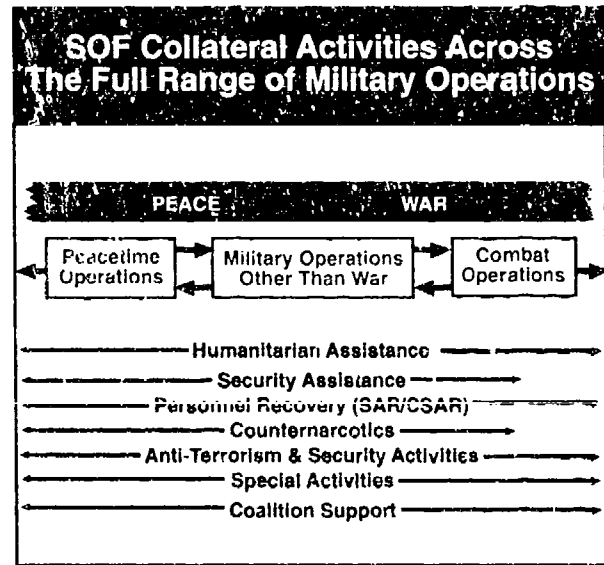 SOF Collateral Activities Across
The Full Range of Military Operations
PEACE WAR
Peacetime Operations
Military Operations Other Than War
Combat Operations
Humanitarian Assistance
Security Assistance
Personnel Recovery (SAR/CSAR)
Counternarcotics
Anti-Terrorism & Security Activities
Special Activities
Coalition Support